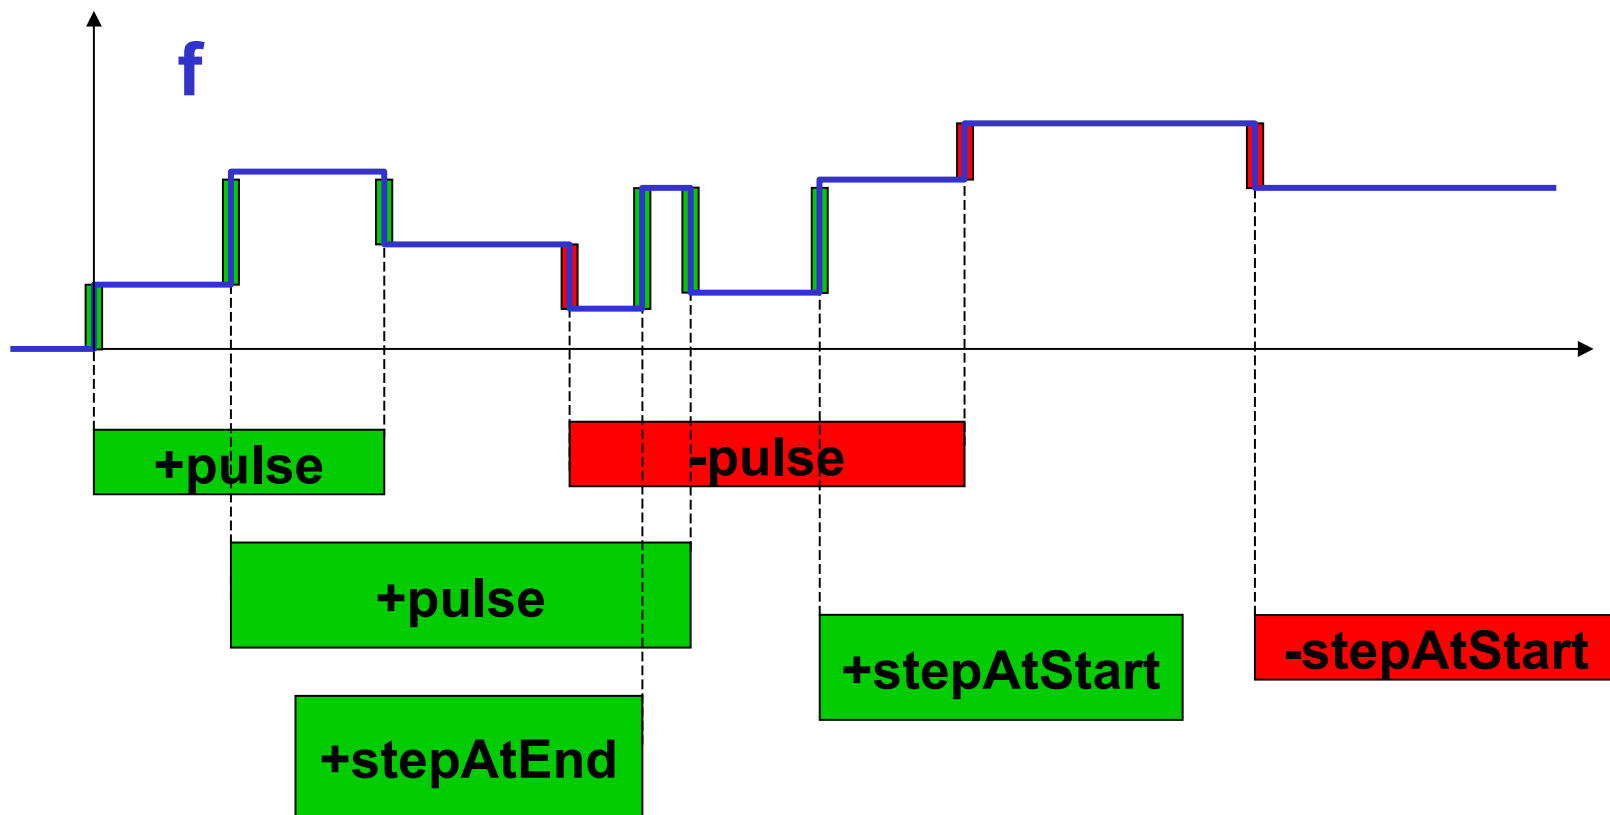 f
+pulse
-pulse
+pulse
+stepAtStart
-stepAtStart
+stepAtEnd